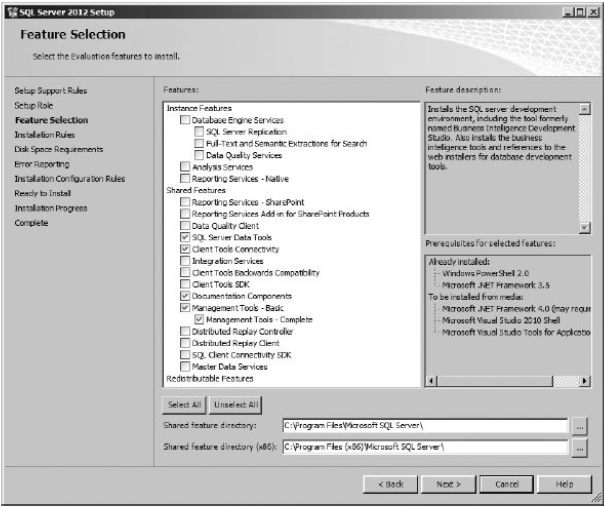 SQL Server 2012 Setup
Feature Selection
Select the Evaluation features to install.
Setup Support Rules
Setup Role
Feature Selection
Installation Rules
Disk Space Requirements
Error Reporting
Installation Configuration Rules
Ready to Install
Installation Progress
Complete
Features:
Instance Features
Database Engine Services
SQL Server Replication
Full-Text and Semantic Extractions for Search
Data Quality Services
Analysis Services
Reporting Services - Native
Shared Features
Reporting Services - SharePoint
Reporting Services Add-in for SharePoint Products
Data Quality Client
SQL Server Data Tools
Client Tools Connectivity
Integration Services
Client Tools Backwards Compatibility
Client Tools SDK
Documentation Components
Management Tools - Basic
Management Tools - Complete
Distributed Replay Controller
Distributed Replay Client
SQL Client Connectivity SDK
Master Data Services
Redistributable Features
Feature description:
Installs the SQL server development
environment, including the tool formerly
named Business Intelligence Development
Studio. Also installs the business
intelligence tools and references to the
web installers for database development
tools.
Prerequisites for selected features:
Already installed:
Windows PowerShell 2.0
Microsoft .NET Framework 3.5
To be installed from media:
Microsoft .NET Framework 4.0 (may requir
Microsoft Visual Studio 2010 Shell
Microsoft Visual Studio Tools for Applicatio
Select All
Unselect All
Shared feature directory:
C:\Program Files\Microsoft SQL Server\
...
Shared feature directory (x86):
C:\Program Files (x86)\Microsoft SQL Server\
...
< Back
Next >
Cancel
Help